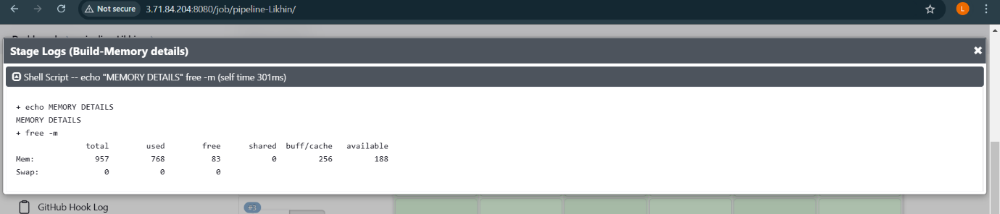 Not secure 3.71.84.204:8080/job/pipeline-Likhin/ L
Stage Logs (Build-Memory details)
Shell Script -- echo "MEMORY DETAILS" free -m (self time 301ms)
+ echo MEMORY DETAILS
MEMORY DETAILS
+ free -m
total used free shared buff/cache available
Mem: 957 768 83 0 256 188
Swap: 0 0 0
GitHub Hook Log #3